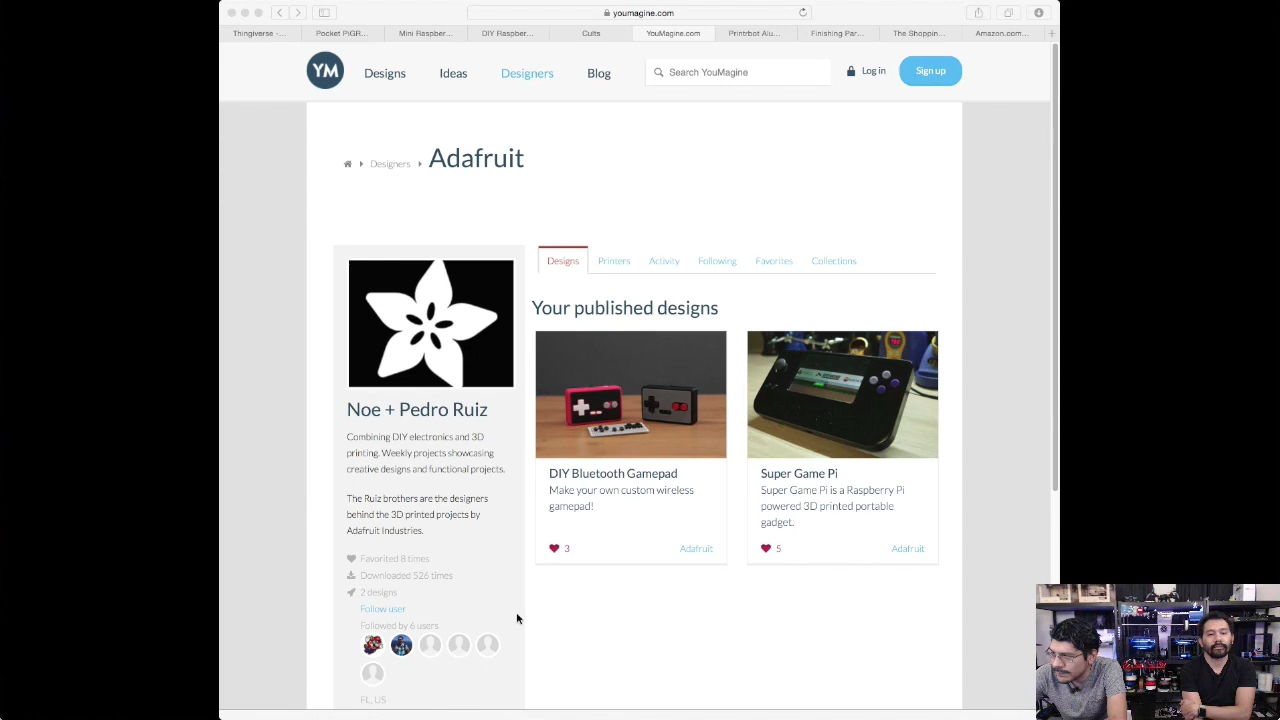 youmagine.com
Thingiverse -...
Pocket PiGR...
Mini Raspber...
DIY Raspber...
Cults
YouMagine.com
Printrbot Alu...
Finishing Par...
The Shoppin...
Amazon.com...
YM
Designs
Ideas
Designers
Blog
Search YouMagine
Log in
Sign up
Designers
Adafruit
Designs
Printers
Activity
Following
Favorites
Collections
Your published designs
Noe + Pedro Ruiz
Combining DIY electronics and 3D
printing. Weekly projects showcasing
creative designs and functional projects.
The Ruiz brothers are the designers
behind the 3D printed projects by
Adafruit Industries.
Favorited 8 times
Downloaded 526 times
2 designs
Follow user
Followed by 6 users
FL, US
DIY Bluetooth Gamepad
Make your own custom wireless
gamepad!
3
Adafruit
Super Game Pi
Super Game Pi is a Raspberry Pi
powered 3D printed portable
gadget.
5
Adafruit